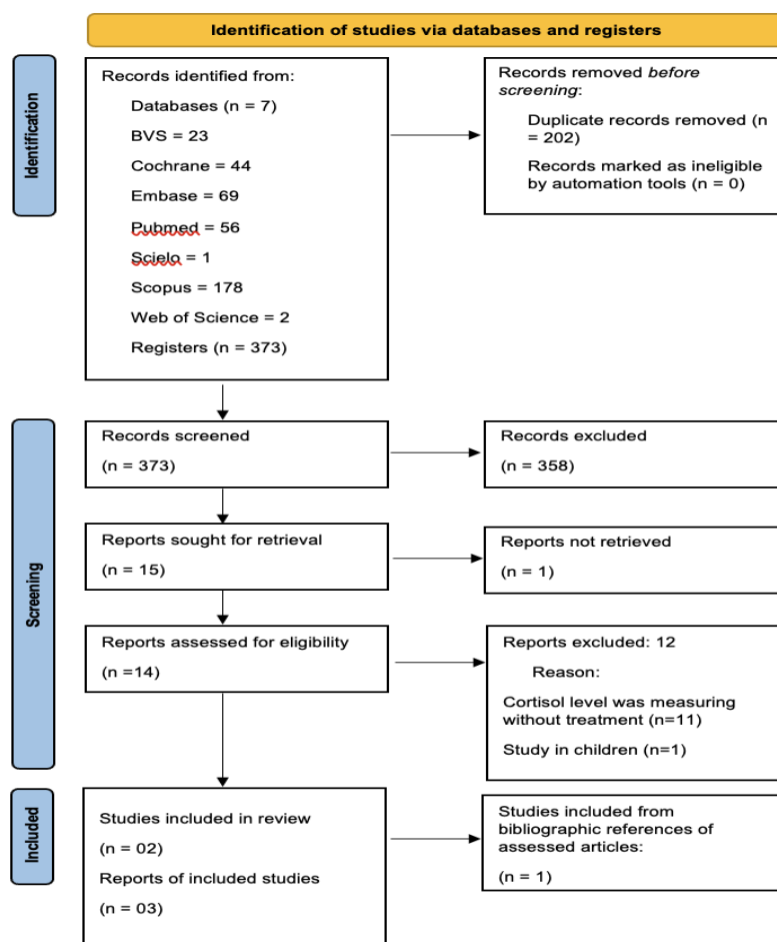 Identification of studies via databases and registers
Identification
Records identified from:
Databases (n = 7)
BVS = 23
Cochrane = 44
Embase = 69
Pubmed = 56
Scielo = 1
Scopus = 178
Web of Science = 2
Registers (n = 373)
Records removed before
screening:
Duplicate records removed (n
= 202)
Records marked as ineligible
by automation tools (n = 0)
Screening
Records screened
(n = 373)
Records excluded
(n = 358)
Reports sought for retrieval
(n = 15)
Reports not retrieved
(n = 1)
Reports assessed for eligibility
(n =14)
Reports excluded: 12
Reason:
Cortisol level was measuring
without treatment (n=11)
Study in children (n=1)
Included
Studies included in review
(n = 02)
Reports of included studies
(n = 03)
Studies included from
bibliographic references of
assessed articles:
(n = 1)